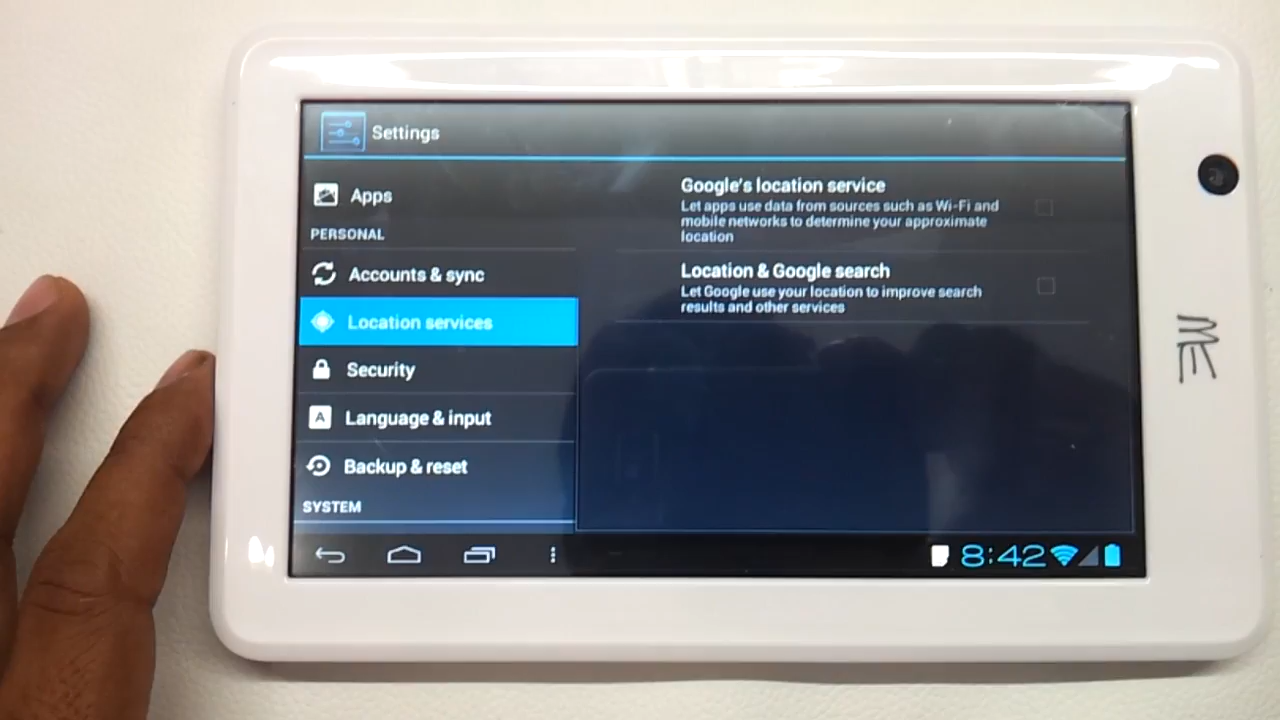 Settings
Apps
PERSONAL
Accounts & sync
Location services
Security
Language & input
Backup & reset
SYSTEM
Google's location service
Let apps use data from sources such as Wi-Fi and
mobile networks to determine your approximate
location
Location & Google search
Let Google use your location to improve search
results and other services
8:42
ME